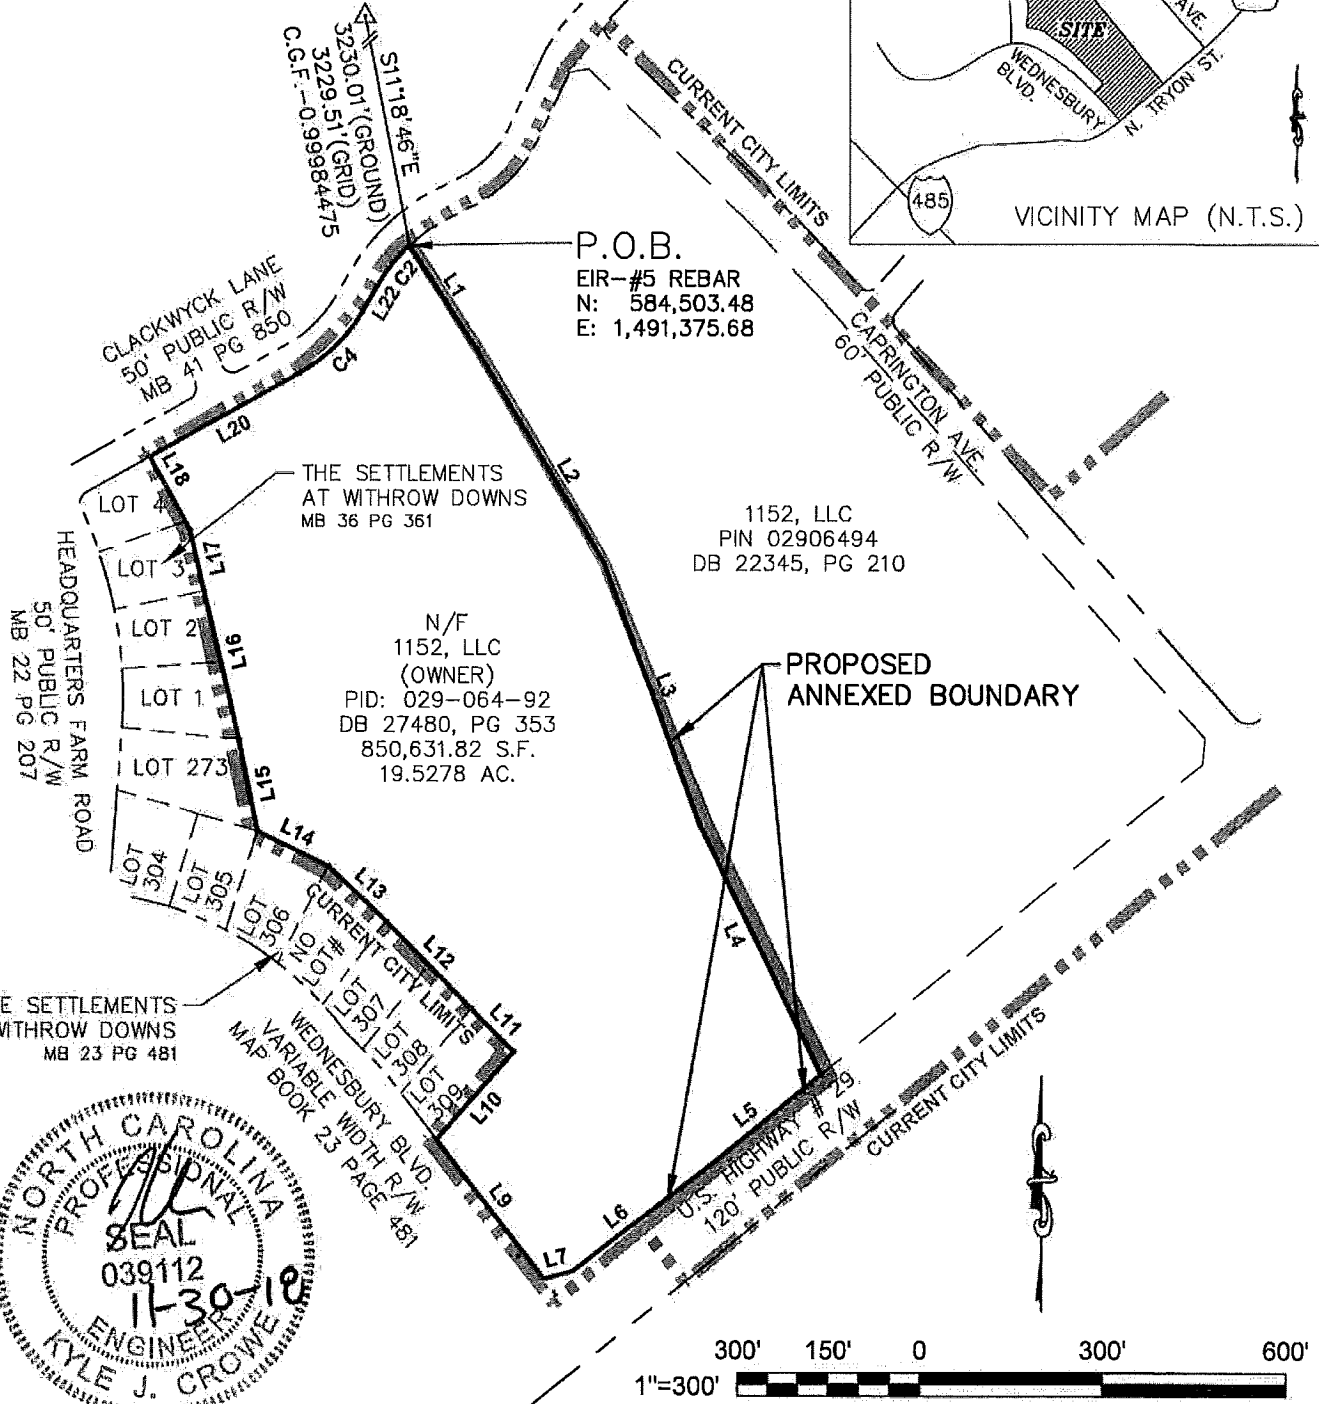 S11°18'46"E
3230.01'(GROUND)
3229.51'(GRID)
C.G.F.-0.99984475
CURRENT CITY LIMITS
SITE
AVE.
WEDNESBURY
BLVD.
N. TRYON ST.
485
VICINITY MAP (N.T.S.)
P.O.B.
EIR-#5 REBAR
N: 584,503.48
E: 1,491,375.68
CLACKWYCK LANE
50' PUBLIC R/W
MB 41 PG 850
C2
L22
C4
L20
L18
L1
L2
CAPRINGTON AVE.
60' PUBLIC R/W
THE SETTLEMENTS
AT WITHROW DOWNS
MB 36 PG 361
1152, LLC
PIN 02906494
DB 22345, PG 210
LOT 4
LOT 3
LOT 2
LOT 1
LOT 273
L17
L16
L15
HEADQUARTERS FARM ROAD
50' PUBLIC R/W
MB 22 PG 207
N/F
1152, LLC
(OWNER)
PID: 029-064-92
DB 27480, PG 353
850,631.82 S.F.
19.5278 AC.
L3
PROPOSED
ANNEXED BOUNDARY
L14
L13
L12
L11
L4
LOT
304
LOT
305
LOT
306
NO
LOT#
LOT
307
LOT
308
LOT
309
CURRENT CITY LIMITS
E SETTLEMENTS
WITHROW DOWNS
MB 23 PG 481
WEDNESBURY BLVD.
VARIABLE WIDTH R/W
MAP BOOK 23 PAGE 481
L10
L9
L7
L6
L5
U.S. HIGHWAY # 29
120' PUBLIC R/W
CURRENT CITY LIMITS
NORTH CAROLINA
PROFESSIONAL
SEAL
039112
11-30-18
ENGINEER
KYLE J. CROWE
300' 150' 0 300' 600'
1"=300'